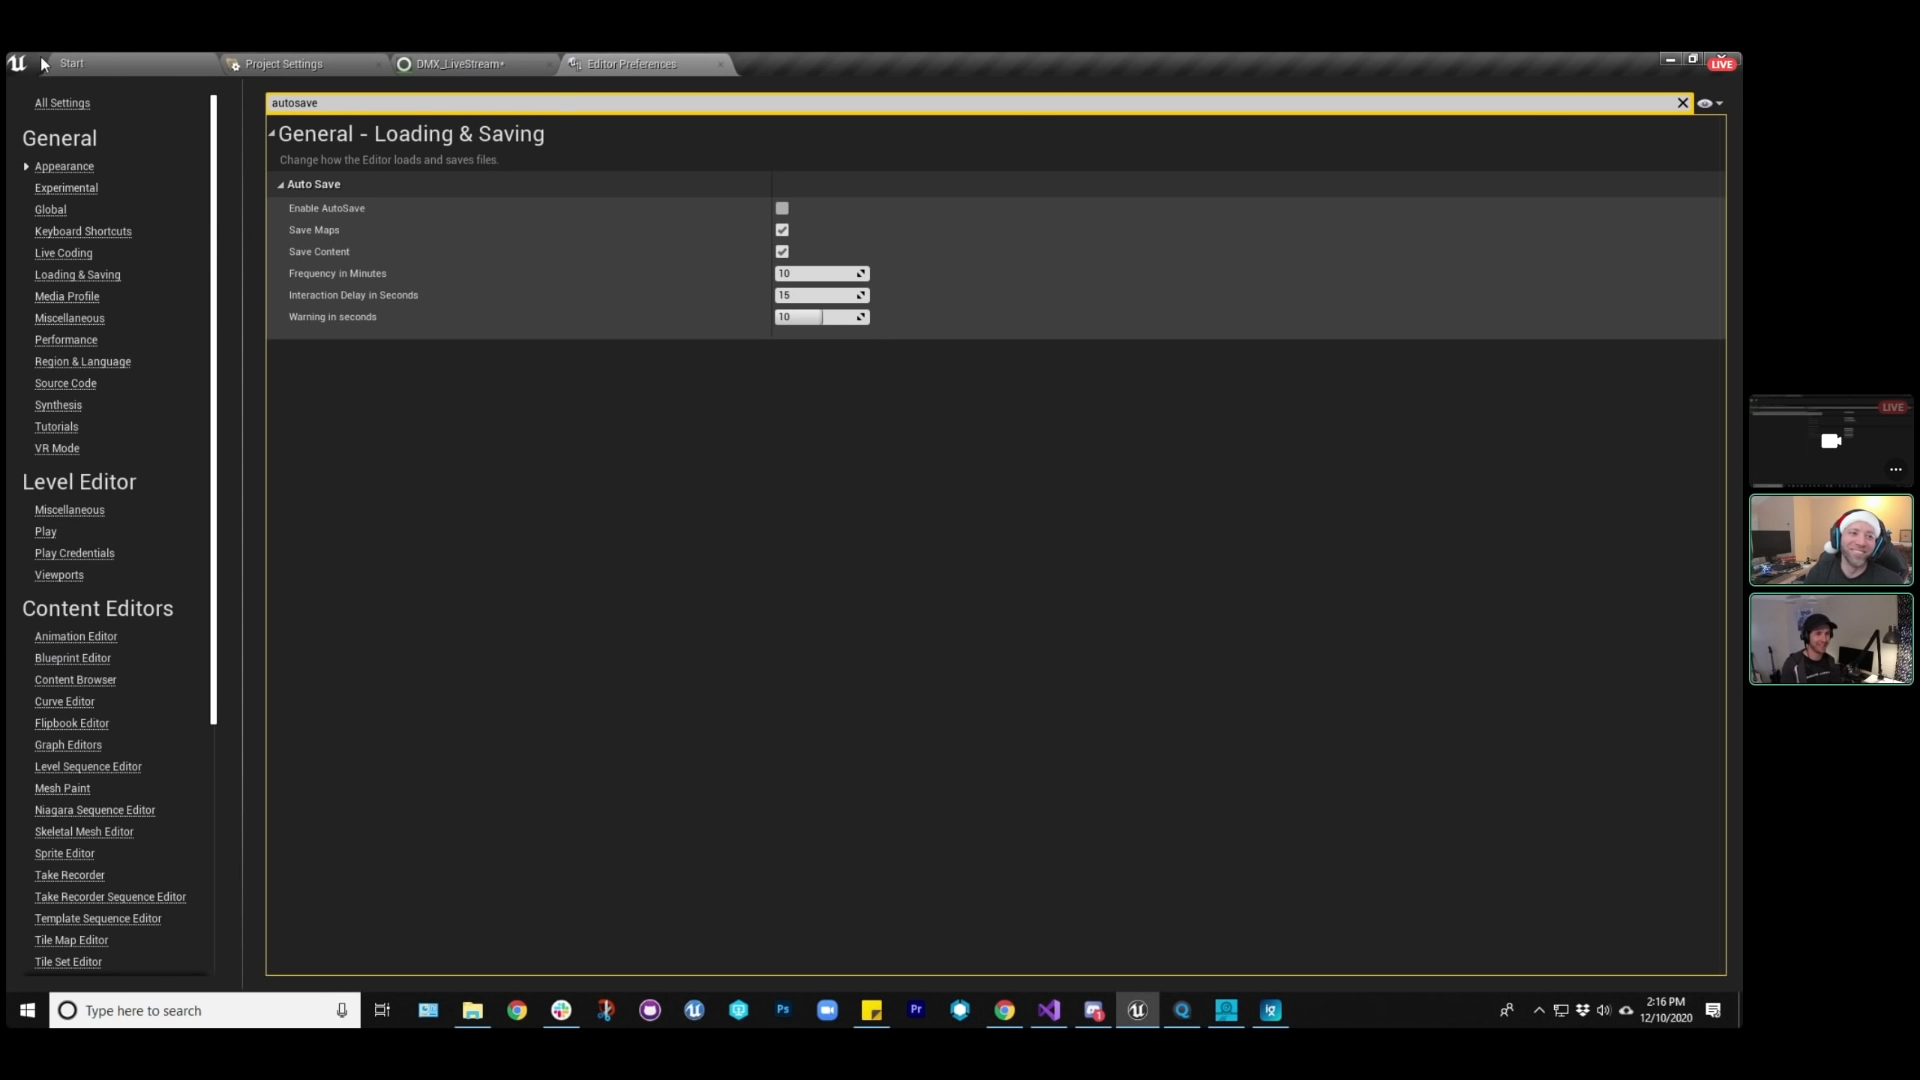 Start
Project Settings
DMX_LiveStream*
Editor Preferences
LIVE
autosave
All Settings
General
Appearance
Experimental
Global
Keyboard Shortcuts
Live Coding
Loading & Saving
Media Profile
Miscellaneous
Performance
Region & Language
Source Code
Synthesis
Tutorials
VR Mode
Level Editor
Miscellaneous
Play
Play Credentials
Viewports
Content Editors
Animation Editor
Blueprint Editor
Content Browser
Curve Editor
Flipbook Editor
Graph Editors
Level Sequence Editor
Mesh Paint
Niagara Sequence Editor
Skeletal Mesh Editor
Sprite Editor
Take Recorder
Take Recorder Sequence Editor
Template Sequence Editor
Tile Map Editor
Tile Set Editor
General - Loading & Saving
Change how the Editor loads and saves files.
Auto Save
Enable AutoSave
Save Maps
Save Content
Frequency in Minutes
10
Interaction Delay in Seconds
15
Warning in seconds
10
LIVE
Type here to search
Ps
Pr
ig
2:16 PM
12/10/2020